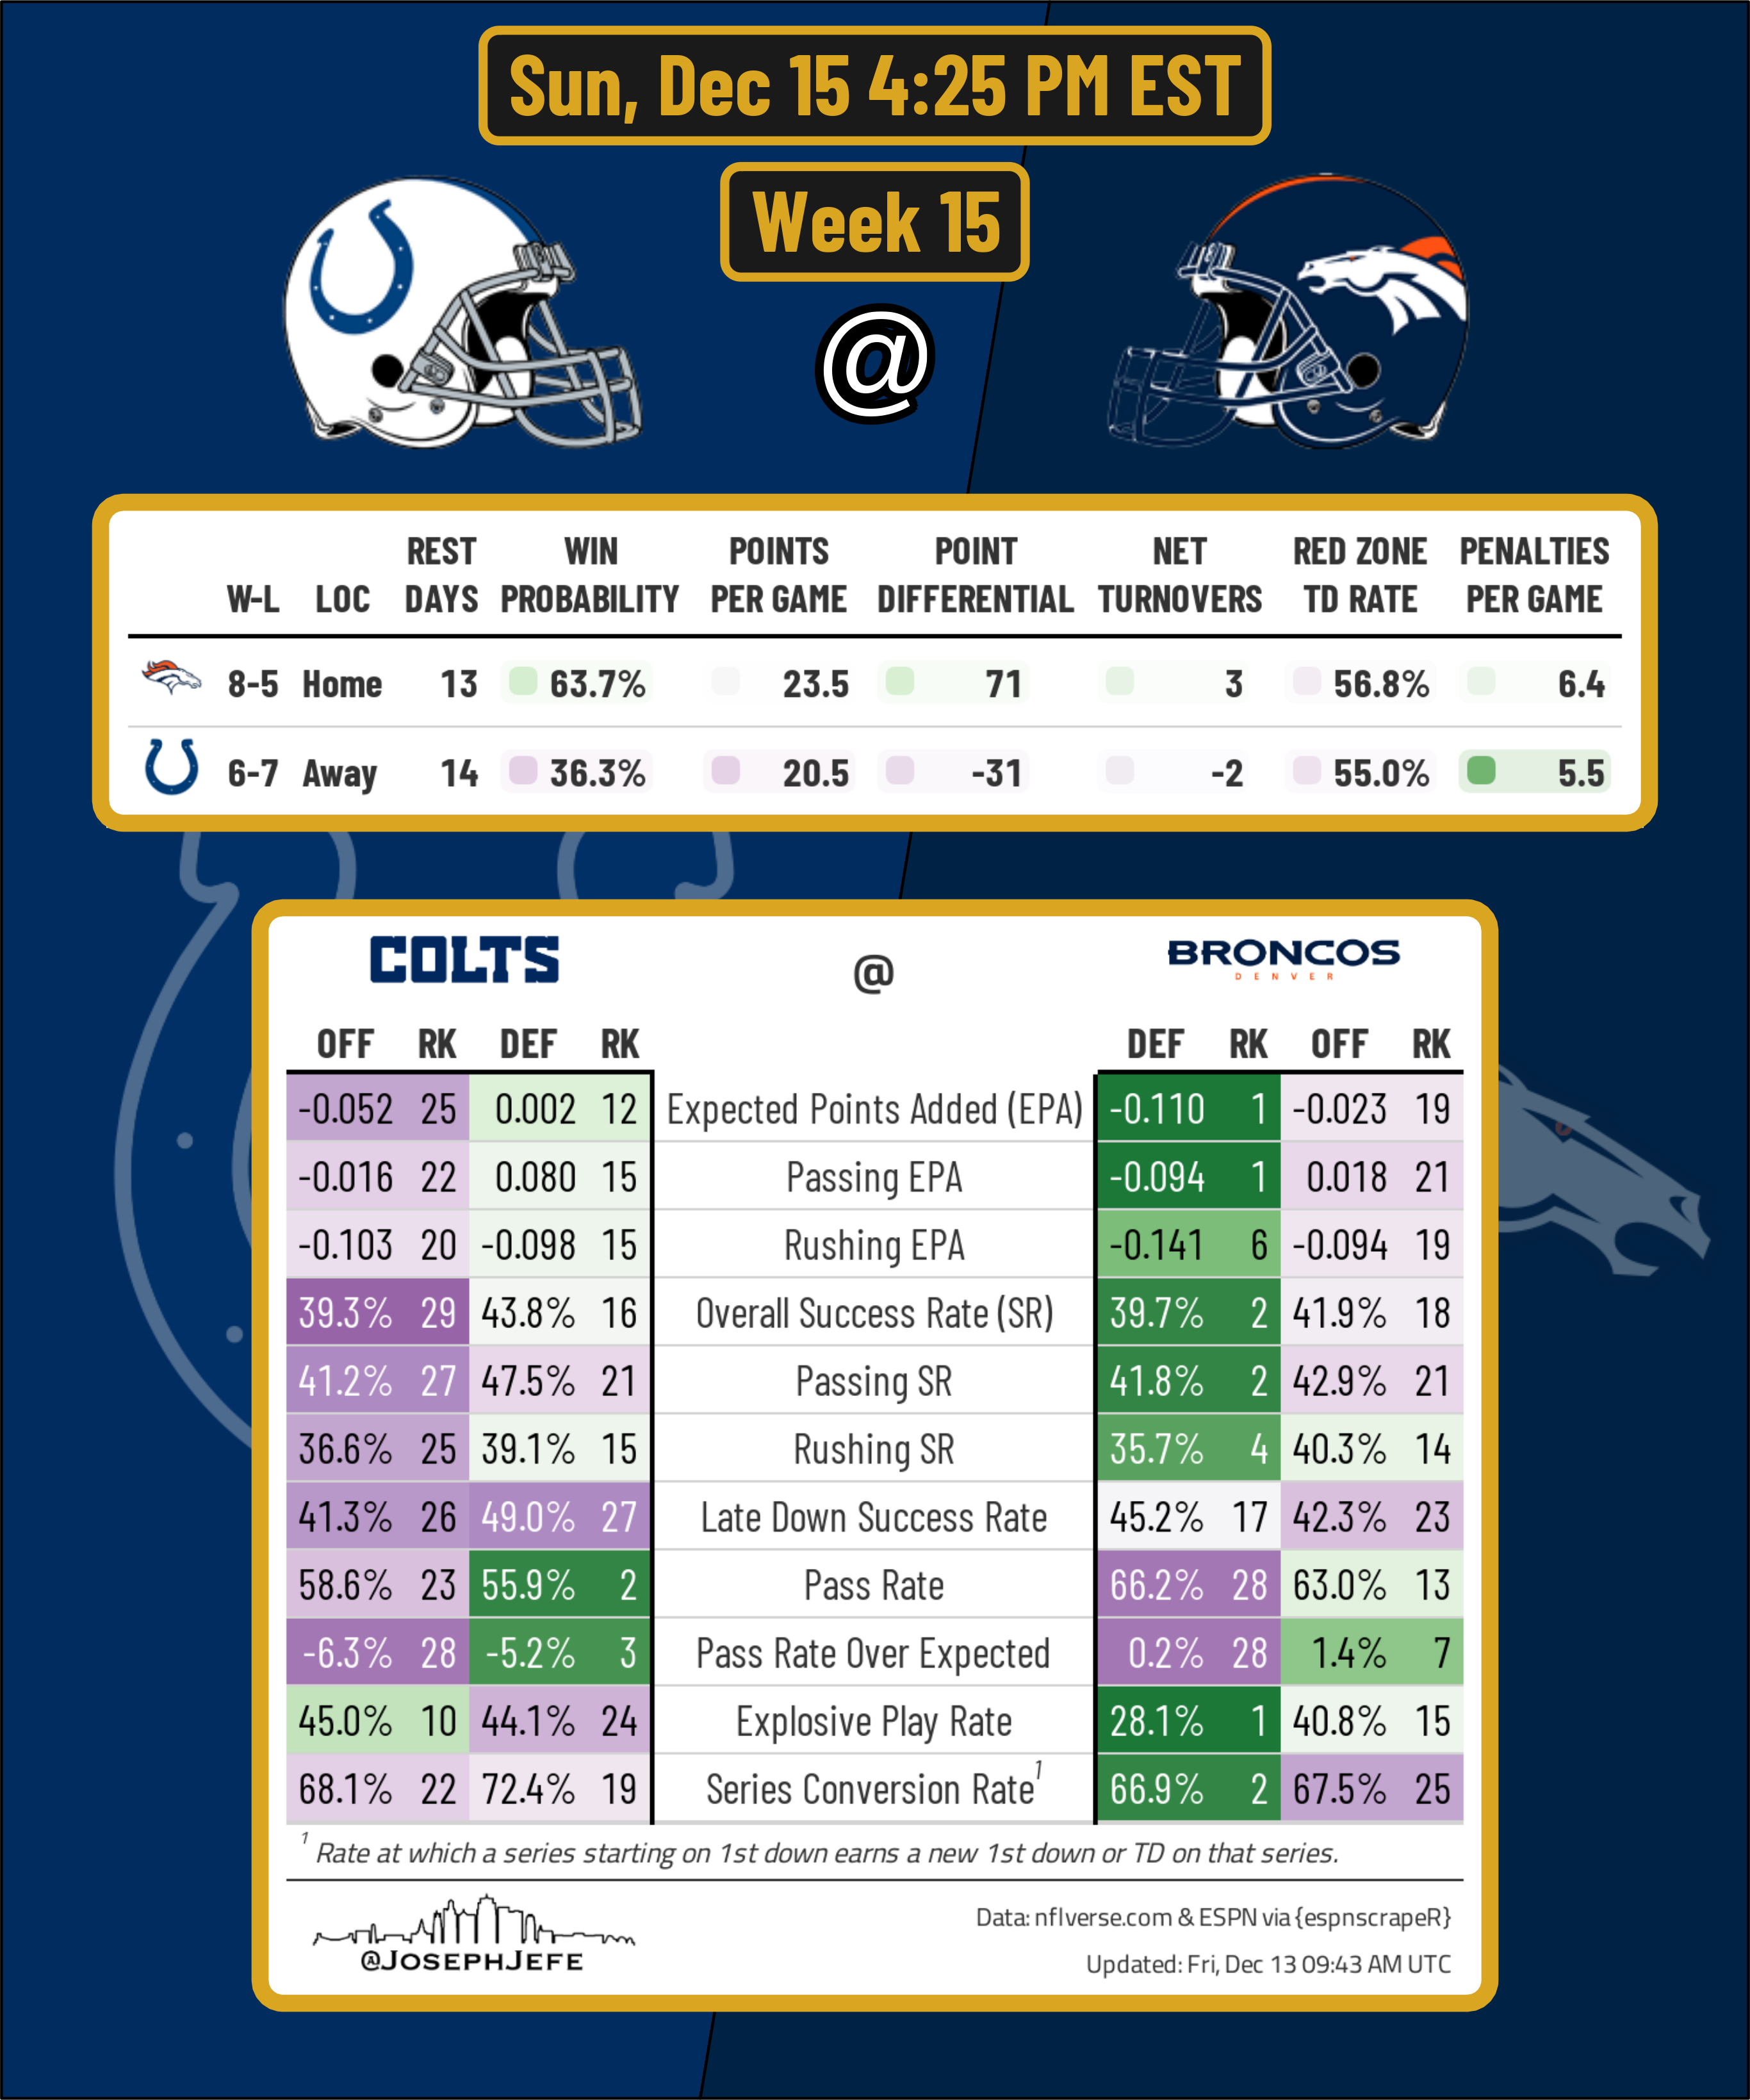 Sun, Dec 15 4:25 PM EST
Week 15
@
REST WIN POINTS POINT NET RED ZONE PENALTIES
W-L LOC DAYS PROBABILITY PER GAME DIFFERENTIAL TURNOVERS TD RATE PER GAME
8-5 Home 13 63.7% 23.5 71 3 56.8% 6.4
6-7 Away 14 36.3% 20.5 -31 -2 55.0% 5.5
COLTS @ BRONCOS
DENVER
OFF RK DEF RK DEF RK OFF RK
-0.052 25 0.002 12 Expected Points Added (EPA) -0.110 1 -0.023 19
-0.016 22 0.080 15 Passing EPA -0.094 1 0.018 21
-0.103 20 -0.098 15 Rushing EPA -0.141 6 -0.094 19
39.3% 29 43.8% 16 Overall Success Rate (SR) 39.7% 2 41.9% 18
41.2% 27 47.5% 21 Passing SR 41.8% 2 42.9% 21
36.6% 25 39.1% 15 Rushing SR 35.7% 4 40.3% 14
41.3% 26 49.0% 27 Late Down Success Rate 45.2% 17 42.3% 23
58.6% 23 55.9% 2 Pass Rate 66.2% 28 63.0% 13
-6.3% 28 -5.2% 3 Pass Rate Over Expected 0.2% 28 1.4% 7
45.0% 10 44.1% 24 Explosive Play Rate 28.1% 1 40.8% 15
68.1% 22 72.4% 19 Series Conversion Rate¹ 66.9% 2 67.5% 25
¹ Rate at which a series starting on 1st down earns a new 1st down or TD on that series.
@JOSEPHJEFE
Data: nflverse.com & ESPN via {espnscrapeR}
Updated: Fri, Dec 13 09:43 AM UTC